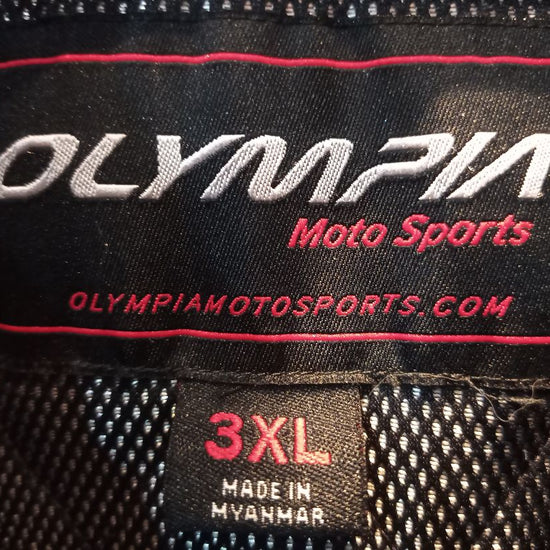 OLYMPIA
Moto Sports
OLYMPIAMOTOSPORTS.COM
3XL
MADE IN
MYANMAR